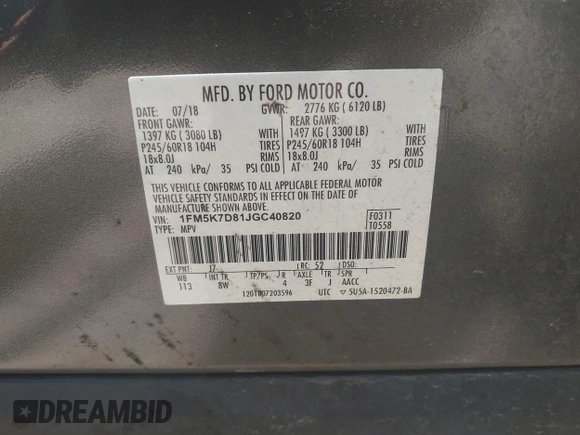 MFD. BY FORD MOTOR CO.
DATE: 07/18 GVWR: 2776 KG ( 6120 LB)
FRONT GAWR: REAR GAWR:
1397 KG ( 3080 LB) WITH 1497 KG ( 3300 LB) WITH
P245/60R18 104H TIRES P245/60R18 104H TIRES
18x8.0J RIMS 18x8.0J RIMS
AT 240 kPa/ 35 PSI COLD AT 240 kPa/ 35 PSI COLD
THIS VEHICLE CONFORMS TO ALL APPLICABLE FEDERAL MOTOR
VEHICLE SAFETY STANDARDS IN EFFECT ON THE DATE OF
MANUFACTURE SHOWN ABOVE.
VIN: 1FM5K7D81JGC40820 F0311
TYPE: MPV T0558
EXT PNT: J7 RC: 52 DSO:
WB INT TR TP/PS R AXLE TR SPR
113 8W 4 3F J AACC
120T807203596 UTC ▽ 5U5A-1520472-BA
DREAMBID